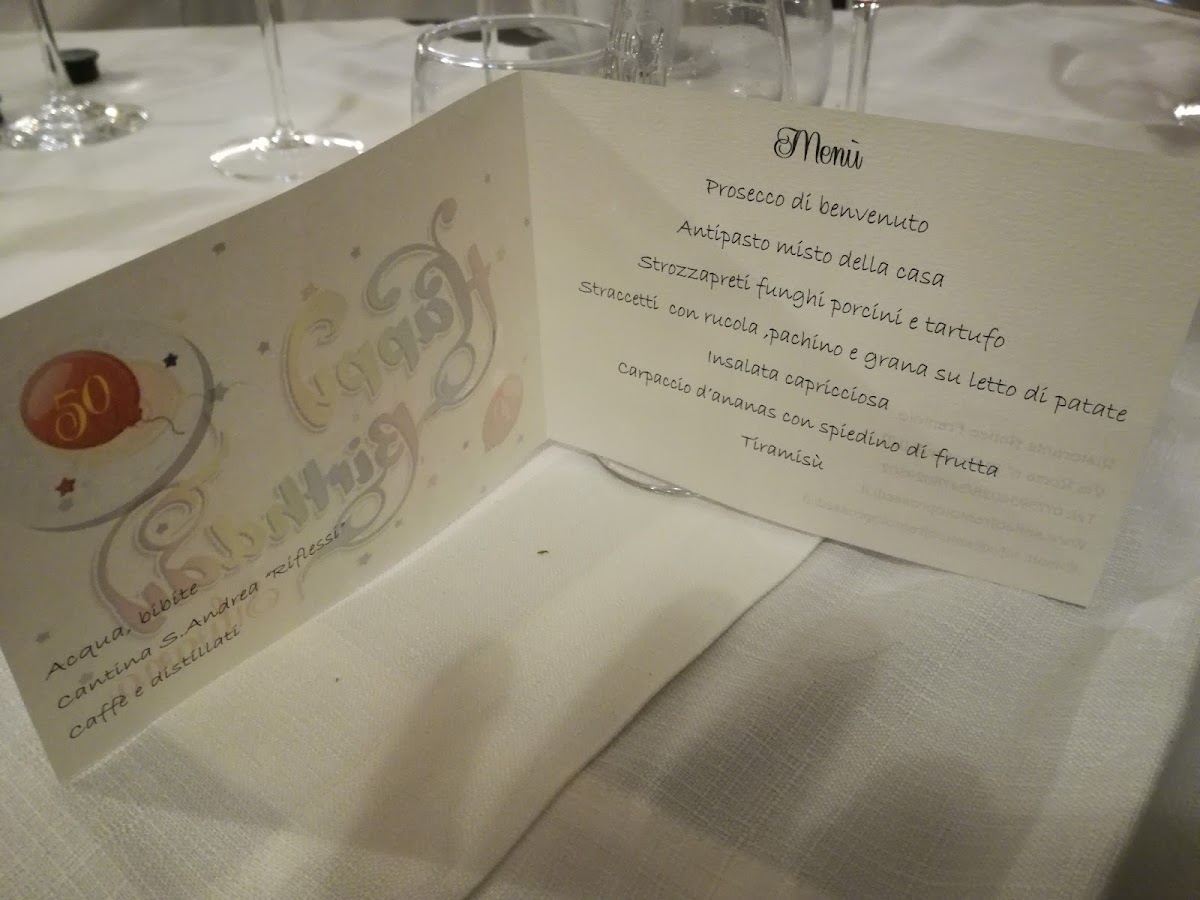 50
Happy
Birthday
Acqua, bibite
Cantina S.Andrea "Riflessi"
Caffè e distillati
Menù
Prosecco di benvenuto
Antipasto misto della casa
Strozzapreti funghi porcini e tartufo
Straccetti con rucola ,pachino e grana su letto di patate
Insalata capricciosa
Carpaccio d'ananas con spiedino di frutta
Tiramisù